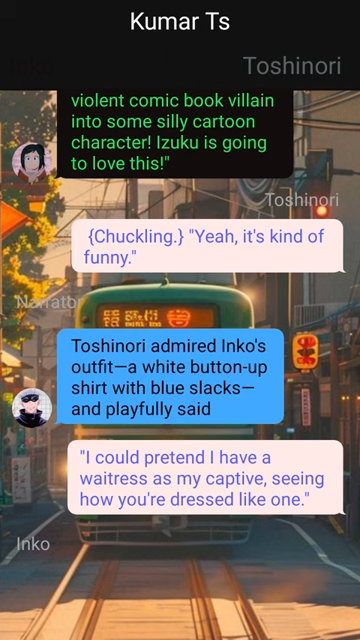 Kumar Ts
Inko
Toshinori
violent comic book villain
into some silly cartoon
character! Izuku is going
to love this!"
Toshinori
{Chuckling.} "Yeah, it's kind of
funny."
Narrator
Toshinori admired Inko's
outfit—a white button-up
shirt with blue slacks—
and playfully said
"I could pretend I have a
waitress as my captive, seeing
how you're dressed like one."
Inko